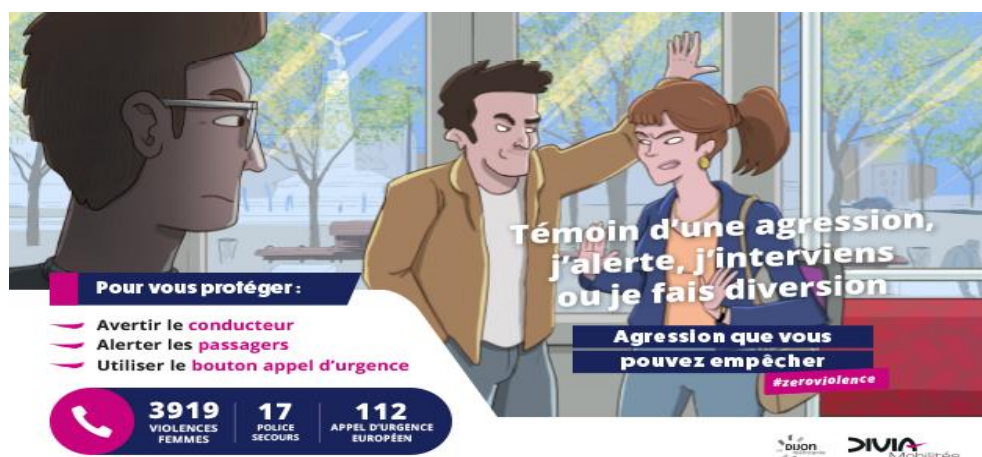 Témoin d'une agression,
j'alerte, j'interviens
ou je fais diversion
Agression que vous
pouvez empêcher
#zeroviolence
Pour vous protéger :
Avertir le conducteur
Alerter les passagers
Utiliser le bouton appel d'urgence
3919
VIOLENCES
FEMMES
17
POLICE
SECOURS
112
APPEL D'URGENCE
EUROPÉEN
DIJON
DIVIA
Mobilités